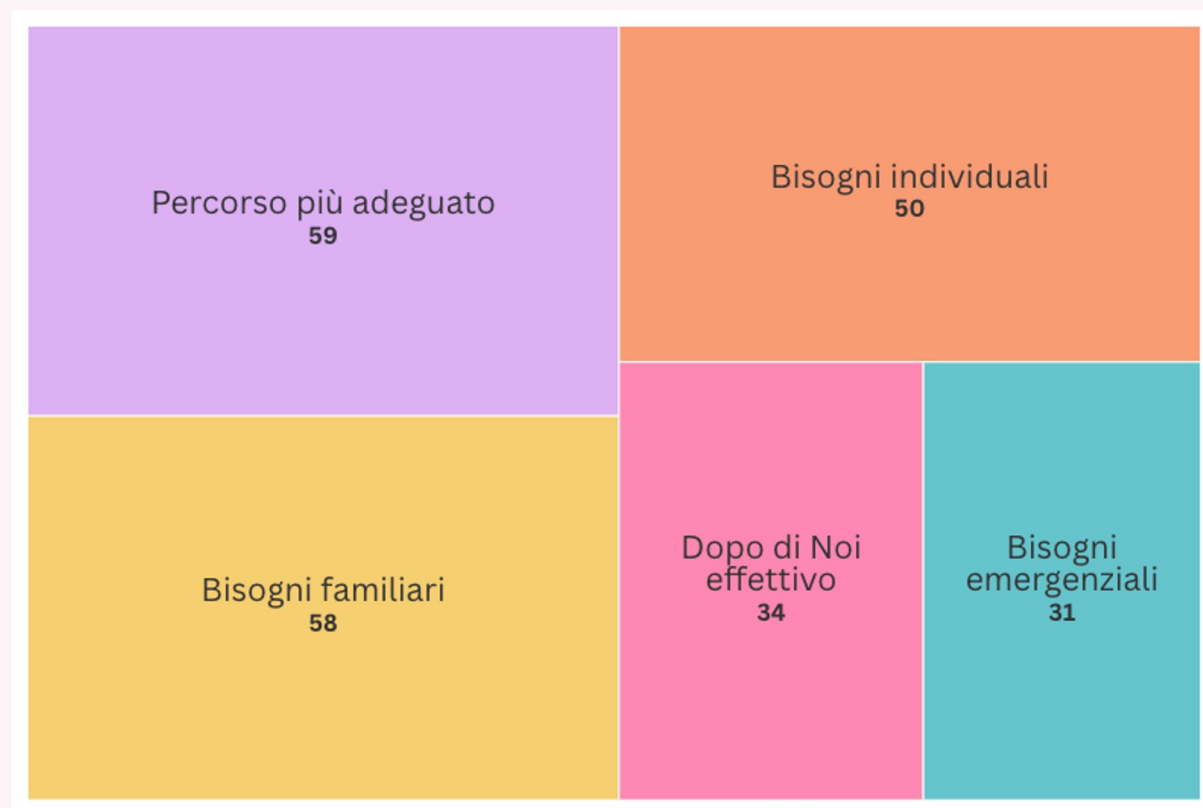 Percorso più adeguato
59
Bisogni individuali
50
Bisogni familiari
58
Dopo di Noi
effettivo
34
Bisogni
emergenziali
31